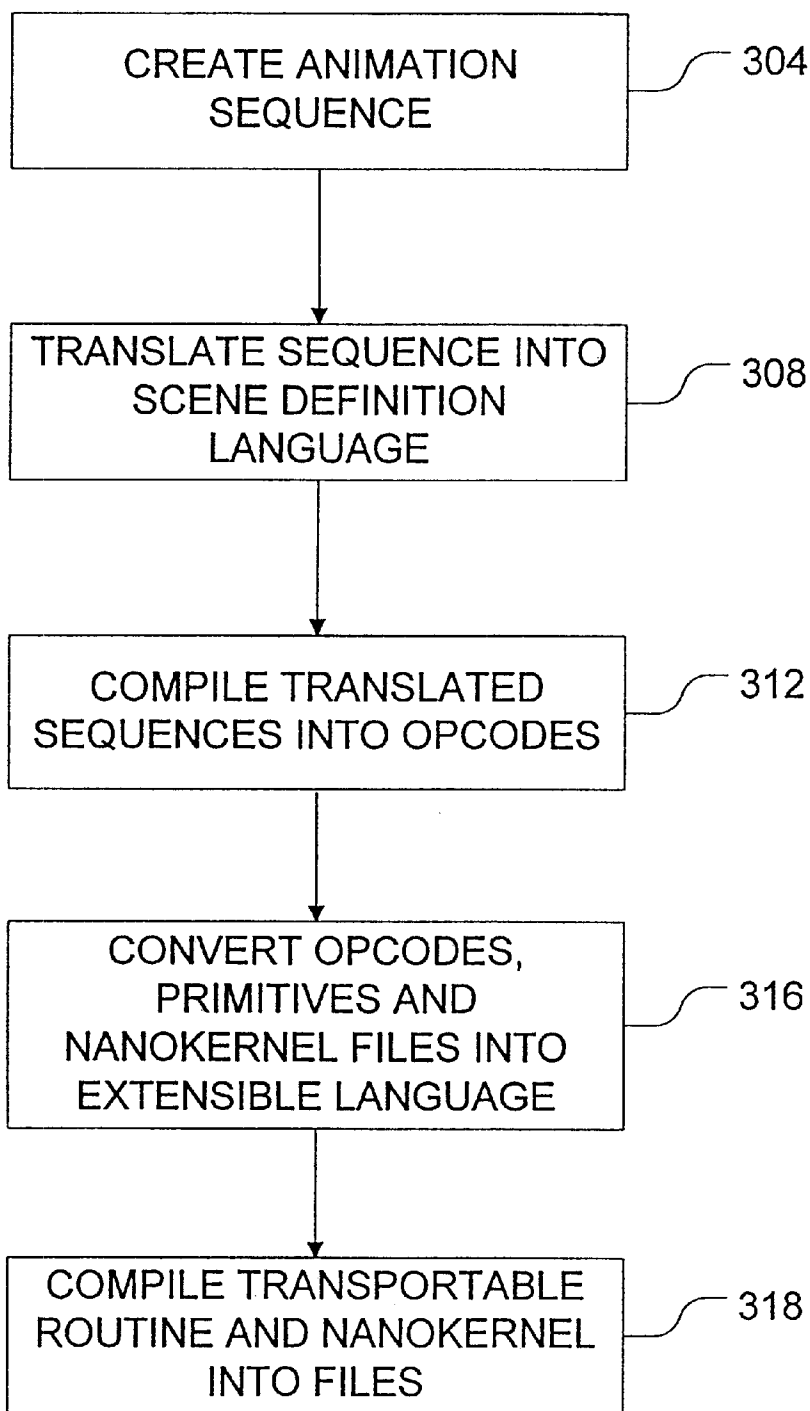 CREATE ANIMATION
SEQUENCE
304
TRANSLATE SEQUENCE INTO
SCENE DEFINITION
LANGUAGE
308
COMPILE TRANSLATED
SEQUENCES INTO OPCODES
312
CONVERT OPCODES,
PRIMITIVES AND
NANOKERNEL FILES INTO
EXTENSIBLE LANGUAGE
316
COMPILE TRANSPORTABLE
ROUTINE AND NANOKERNEL
INTO FILES
318